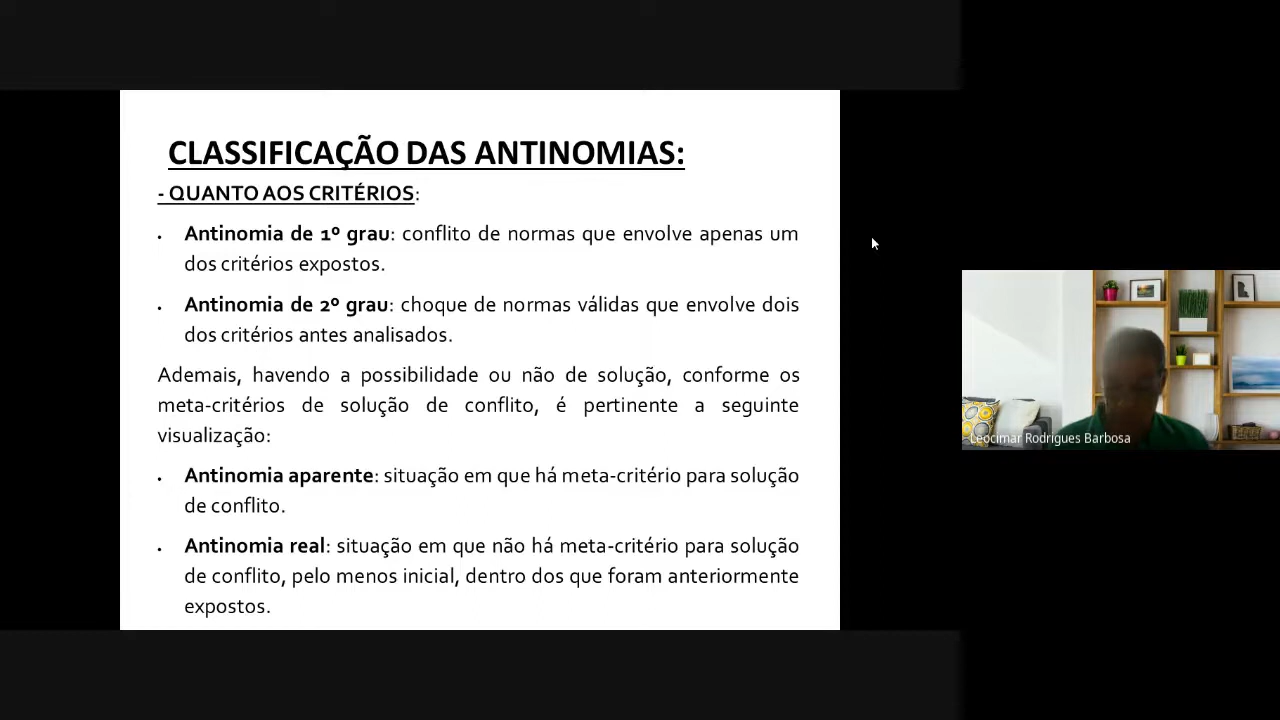 CLASSIFICAÇÃO DAS ANTINOMIAS:
- QUANTO AOS CRITÉRIOS:
• Antinomia de 1º grau: conflito de normas que envolve apenas um
dos critérios expostos.
• Antinomia de 2º grau: choque de normas válidas que envolve dois
dos critérios antes analisados.
Ademais, havendo a possibilidade ou não de solução, conforme os
meta-critérios de solução de conflito, é pertinente a seguinte
visualização:
• Antinomia aparente: situação em que há meta-critério para solução
de conflito.
• Antinomia real: situação em que não há meta-critério para solução
de conflito, pelo menos inicial, dentro dos que foram anteriormente
expostos.
Leocimar Rodrigues Barbosa